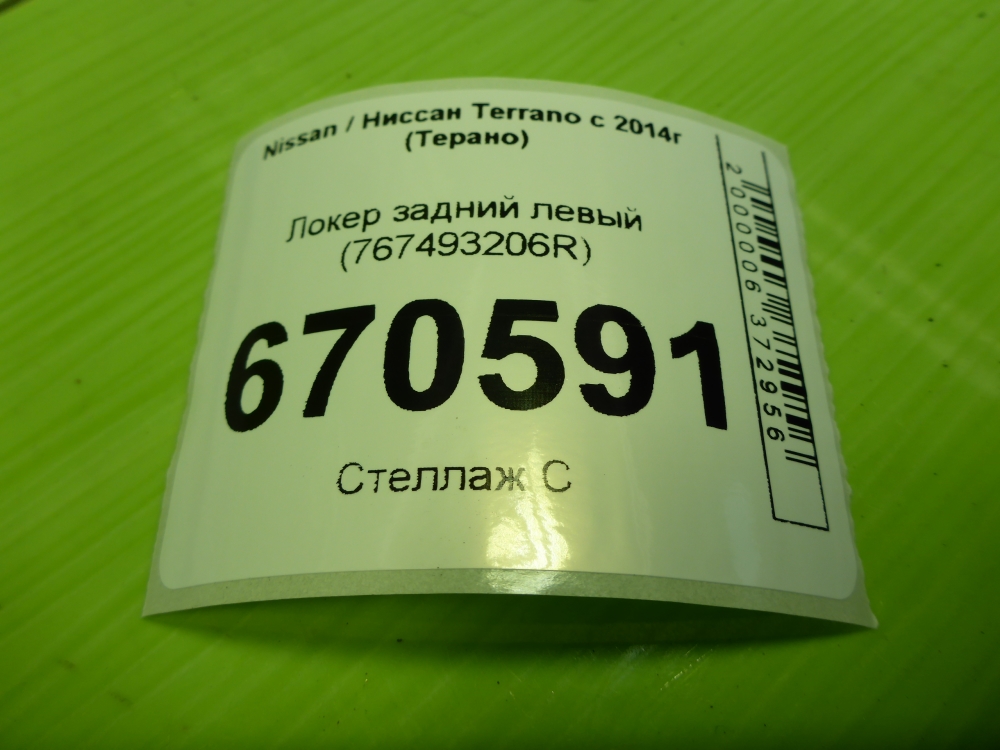 Nissan / Ниссан Terrano с 2014г
(Терано)
Локер задний левый
(767493206R)
670591
Стеллаж С
2000006372956